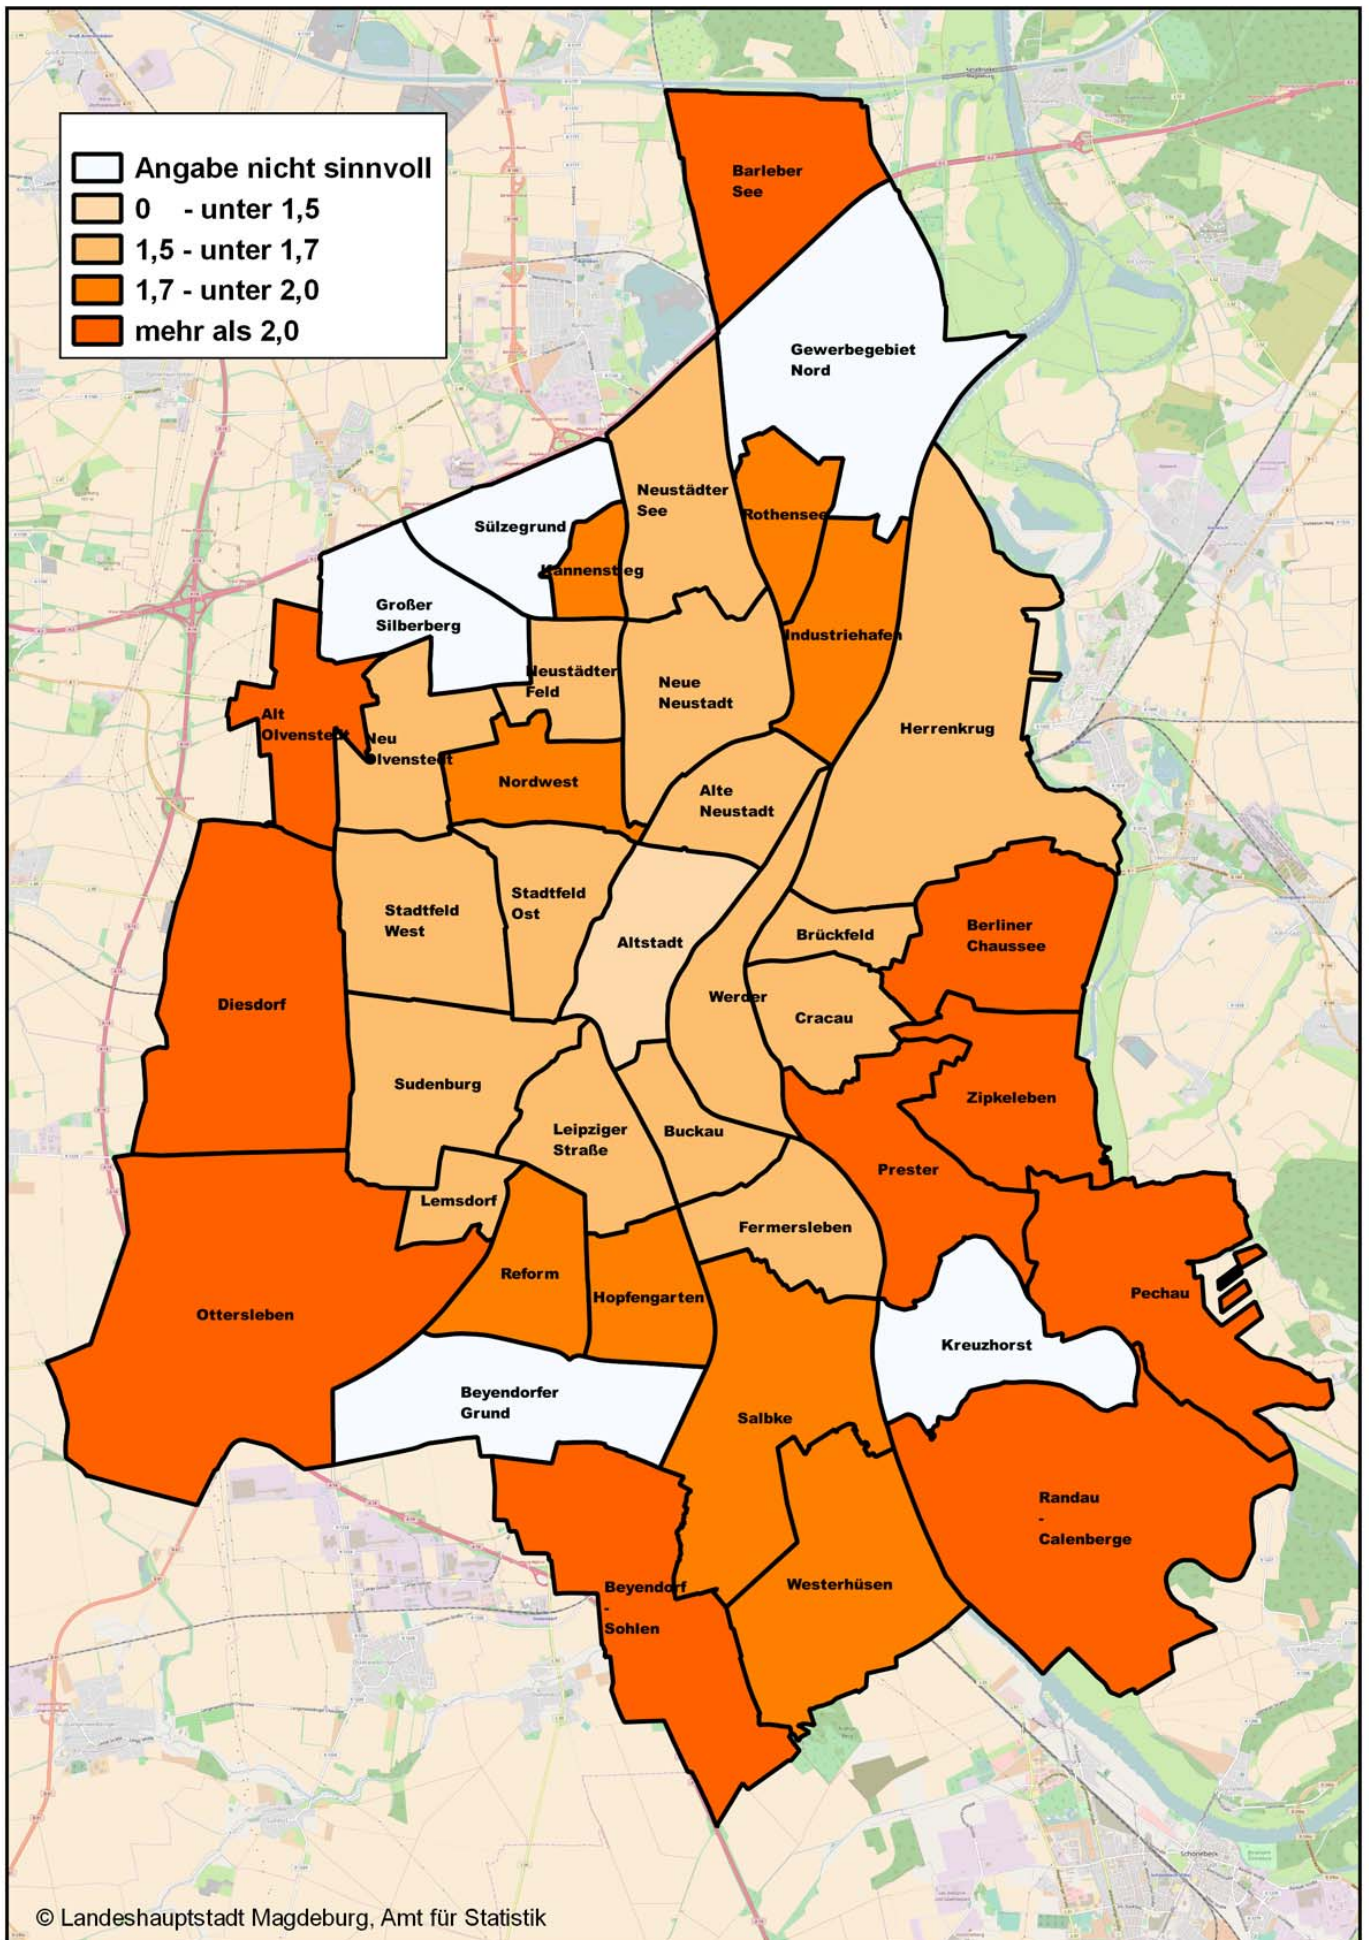 Angabe nicht sinnvoll
0 - unter 1,5
1,5 - unter 1,7
1,7 - unter 2,0
mehr als 2,0
Barleber
See
Gewerbegebiet
Nord
Neustädter
See
Rothensee
Sülzegrund
Kannenstieg
Großer
Silberberg
Industriehafen
Neustädter
Feld
Neue
Neustadt
Alt
Olvenstedt
Neu
Olvenstedt
Herrenkrug
Nordwest
Alte
Neustadt
Stadtfeld
Ost
Stadtfeld
West
Altstadt
Brückfeld
Berliner
Chaussee
Diesdorf
Werder
Cracau
Sudenburg
Zipkeleben
Leipziger
Straße
Buckau
Prester
Lemsdorf
Fermersleben
Reform
Hopfengarten
Pechau
Ottersleben
Kreuzhorst
Beyendorfer
Grund
Salbke
Randau
-
Calenberge
Westerhüsen
Beyendorf
-
Sohlen
© Landeshauptstadt Magdeburg, Amt für Statistik